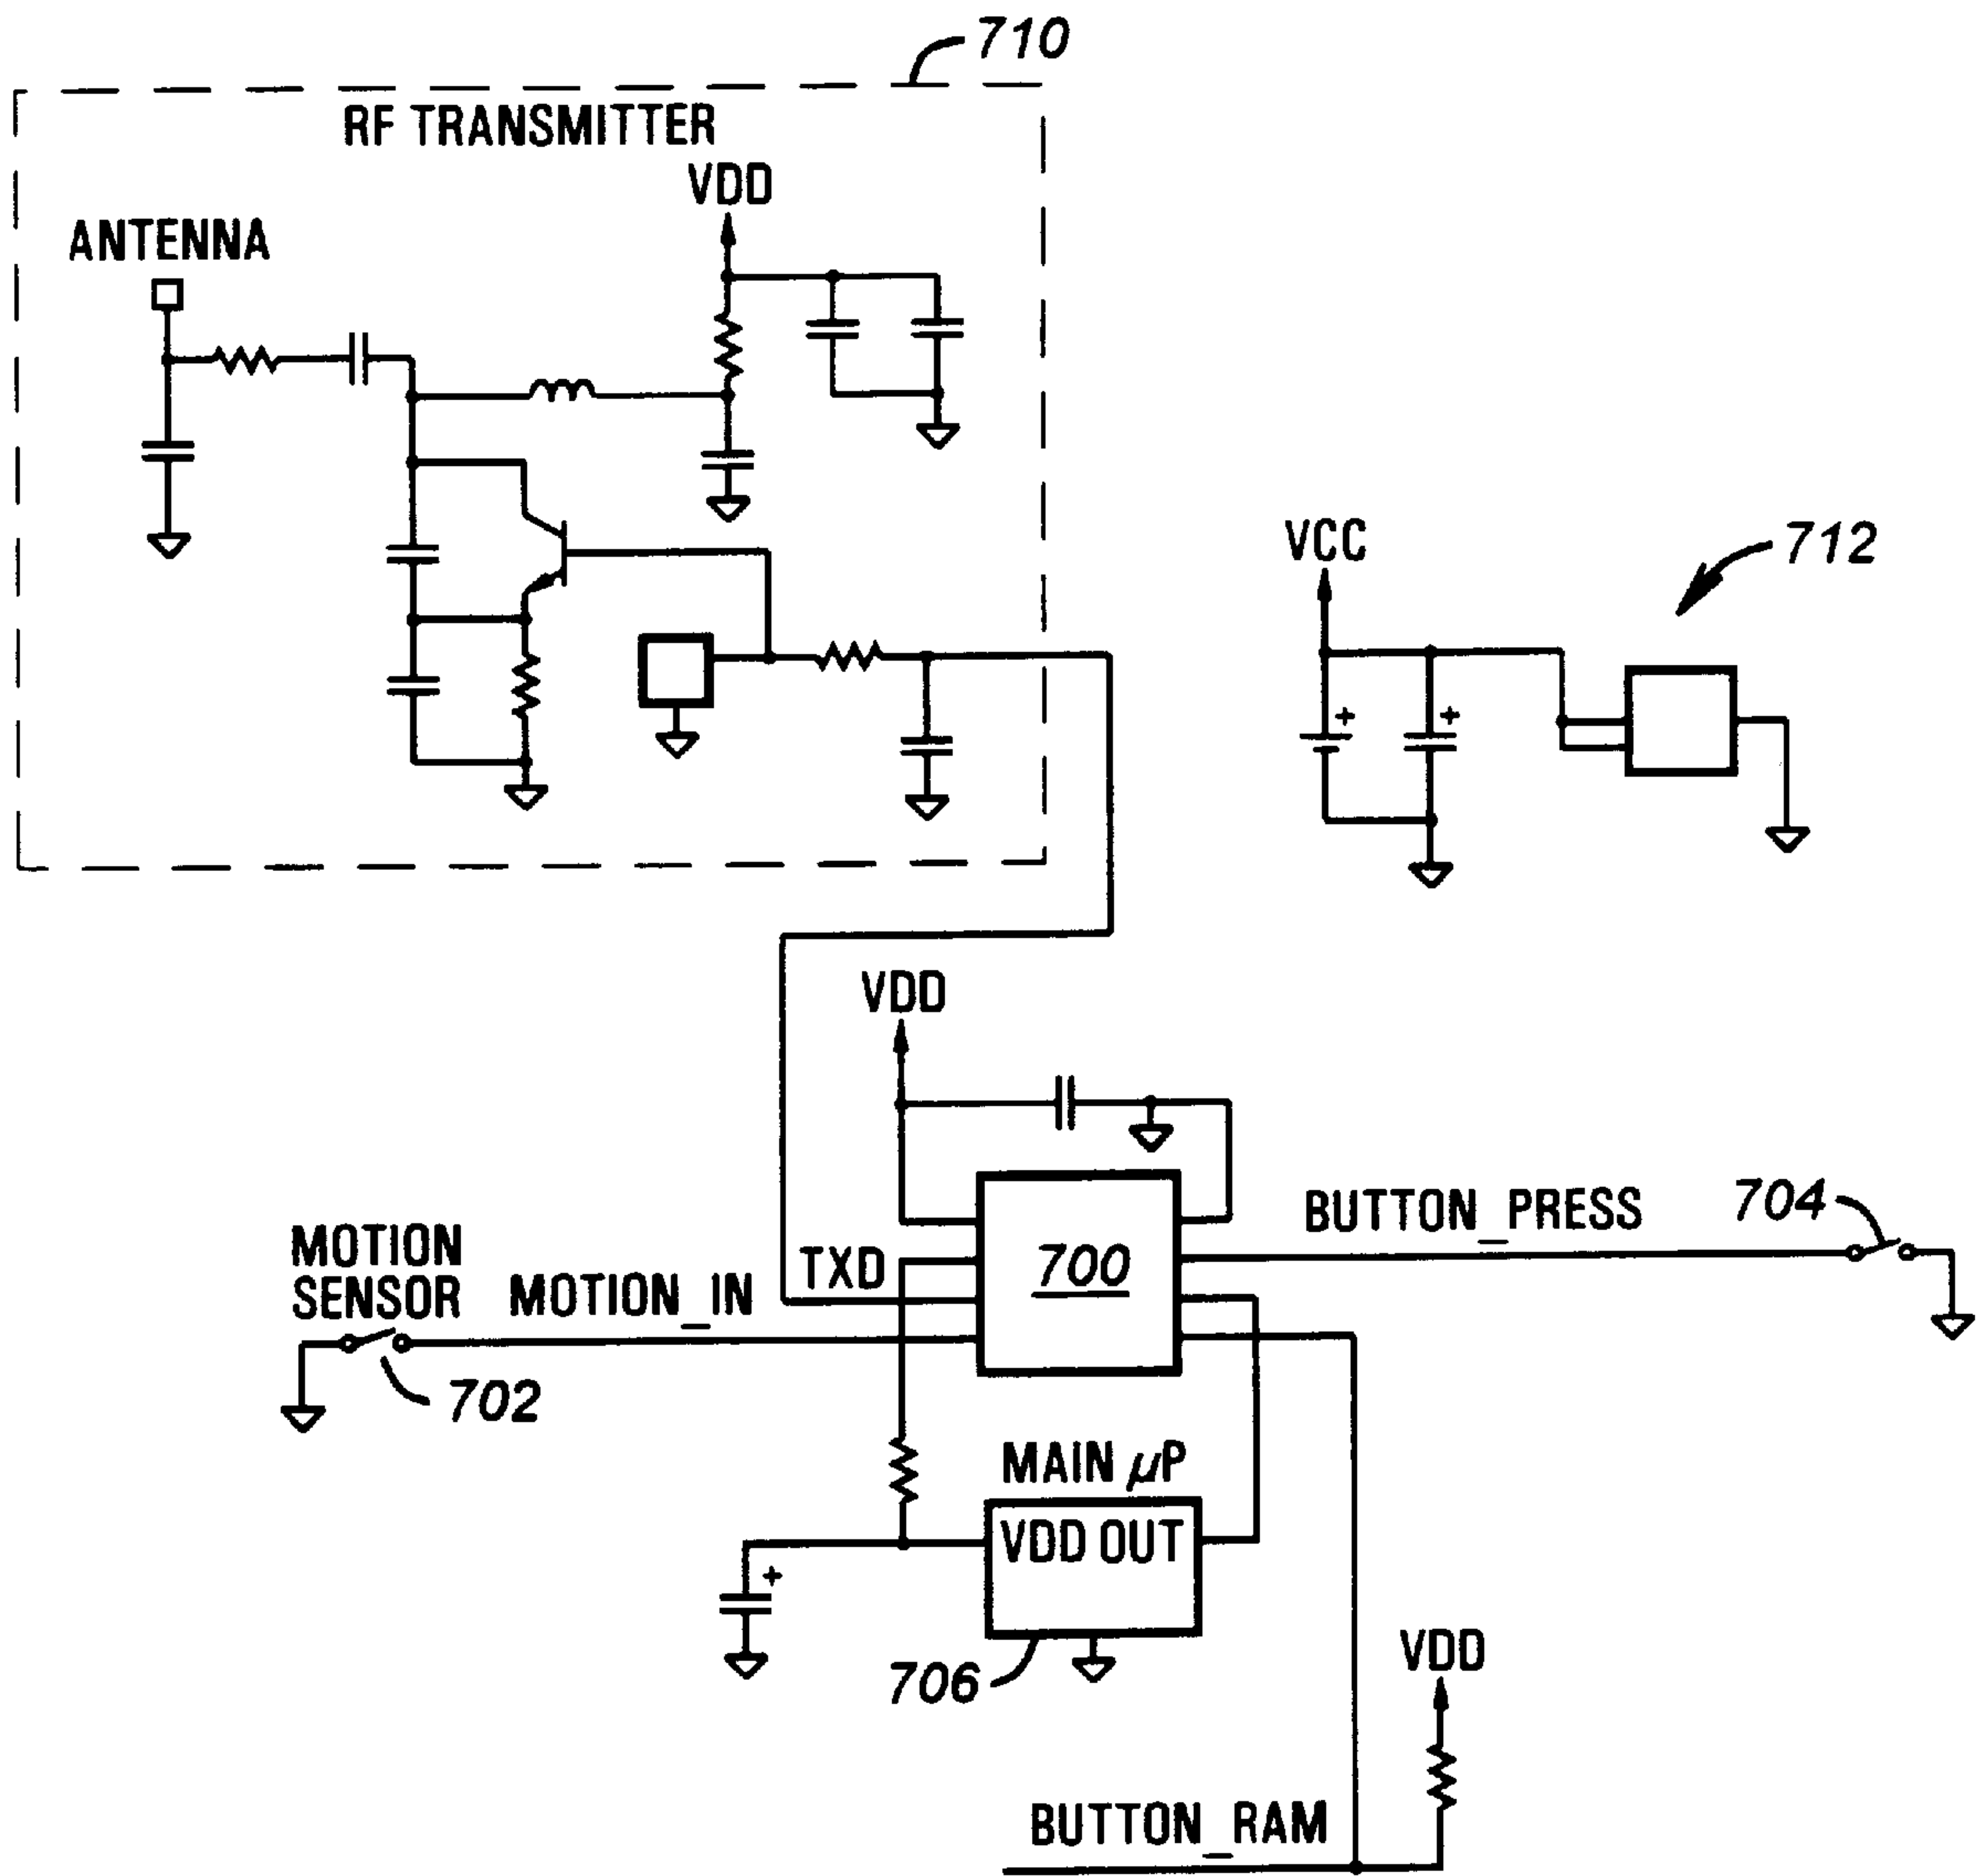 710
RF TRANSMITTER
VDD
ANTENNA
VCC
712
+
+
VDD
BUTTON_PRESS
704
MOTION
SENSOR
MOTION_IN
TXD
700
702
MAIN µP
VDD OUT
+
706
VDD
BUTTON_RAM